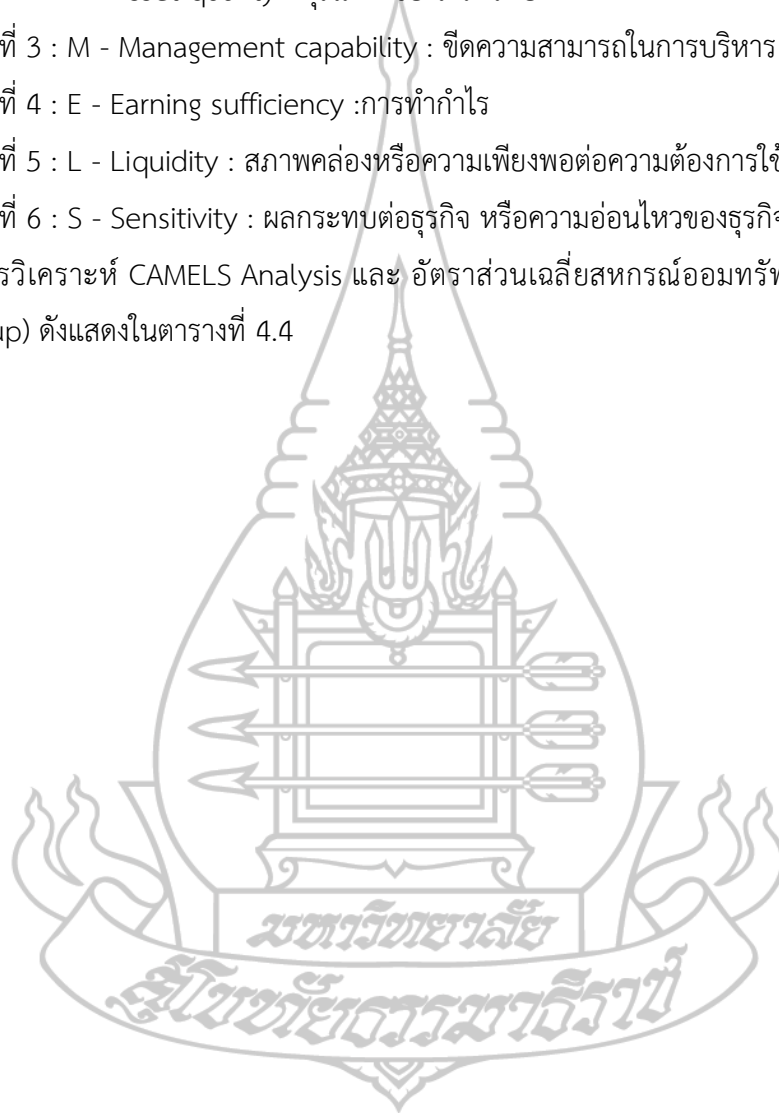 ที่ 3 : M - Management capability : ขีดความสามารถในการบริหาร
ที่ 4 : E - Earning sufficiency :การทำกำไร
ที่ 5 : L - Liquidity : สภาพคล่องหรือความเพียงพอต่อความต้องการใช้
ที่ 6 : S - Sensitivity : ผลกระทบต่อธุรกิจ หรือความอ่อนไหวของธุรกิจ
รวิเคราะห์ CAMELS Analysis และ อัตราส่วนเฉลี่ยสหกรณ์ออมทรัพ
up) ดังแสดงในตารางที่ 4.4
มหาวิทยาลัย
สุโขทัยธรรมาธิราช